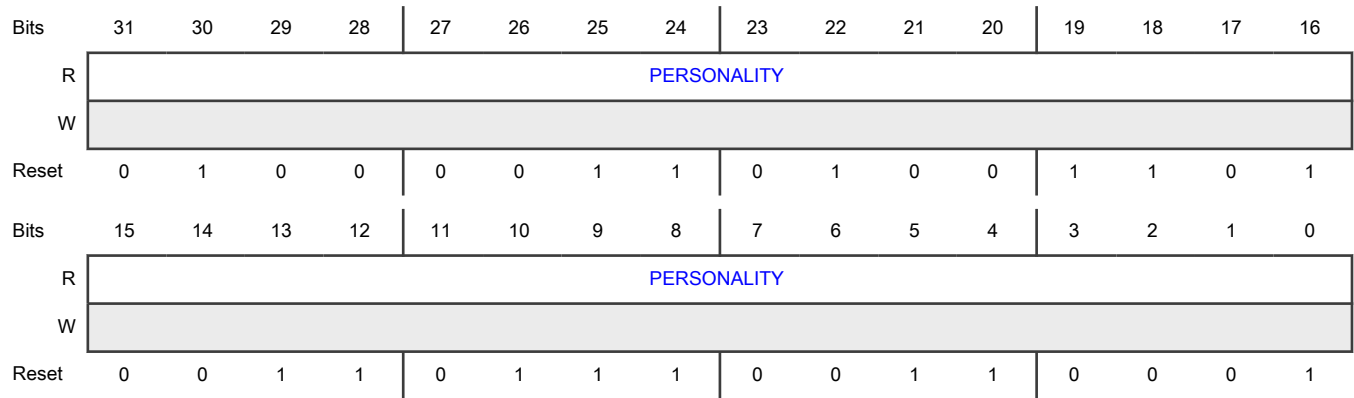 Bits 31 30 29 28 27 26 25 24 23 22 21 20 19 18 17 16
R PERSONALITY
W
Reset 0 1 0 0 0 0 1 1 0 1 0 0 1 1 0 1
Bits 15 14 13 12 11 10 9 8 7 6 5 4 3 2 1 0
R PERSONALITY
W
Reset 0 0 1 1 0 1 1 1 0 0 1 1 0 0 0 1